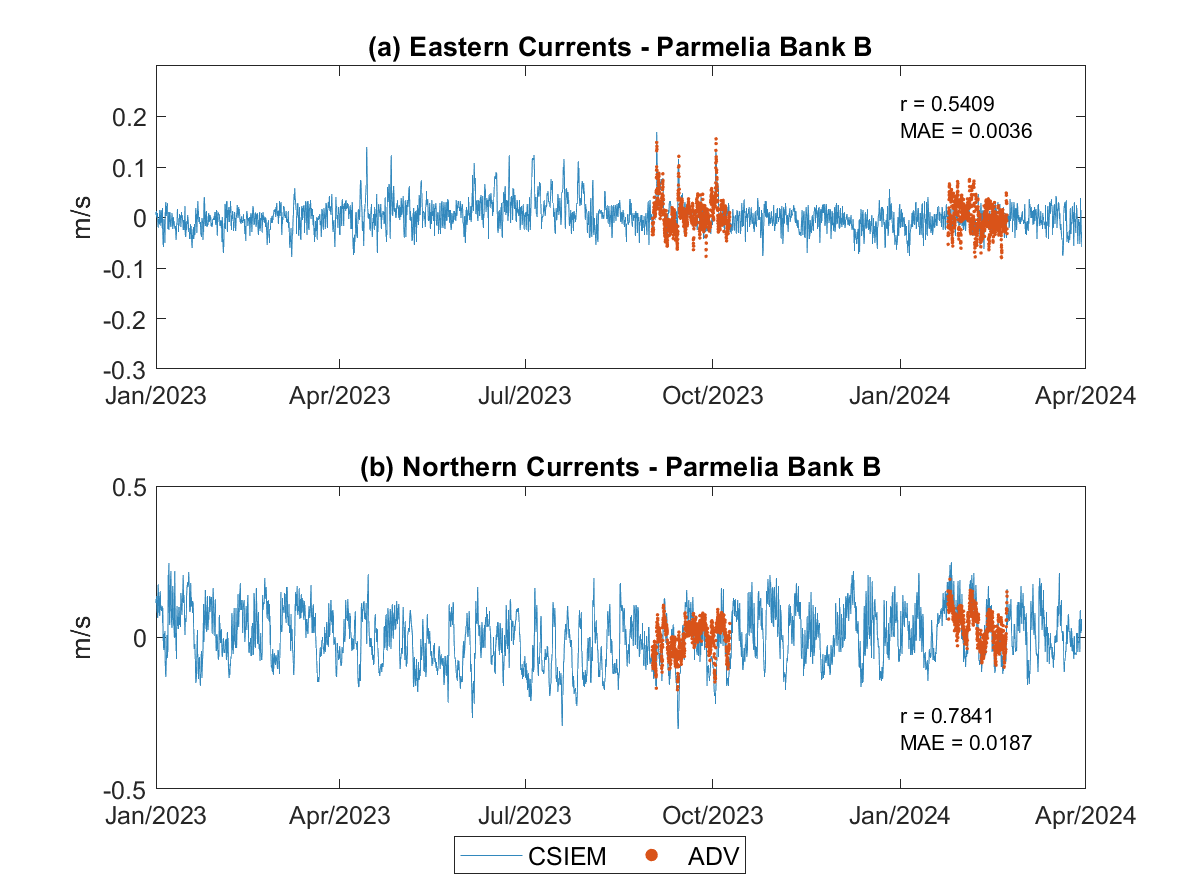 (a) Eastern Currents - Parmelia Bank B
r = 0.5409
MAE = 0.0036
m/s
0.2
0.1
0
-0.1
-0.2
-0.3
Jan/2023 Apr/2023 Jul/2023 Oct/2023 Jan/2024 Apr/2024
(b) Northern Currents - Parmelia Bank B
m/s
0.5
0
-0.5
r = 0.7841
MAE = 0.0187
Jan/2023 Apr/2023 Jul/2023 Oct/2023 Jan/2024 Apr/2024
CSIEM ADV